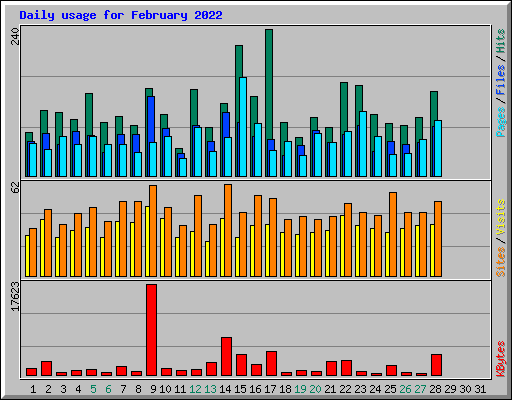 Daily usage for February 2022
240
Pages / Files / Hits
62
Sites / Visits
17623
KBytes
1 2 3 4 5 6 7 8 9 10 11 12 13 14 15 16 17 18 19 20 21 22 23 24 25 26 27 28 29 30 31